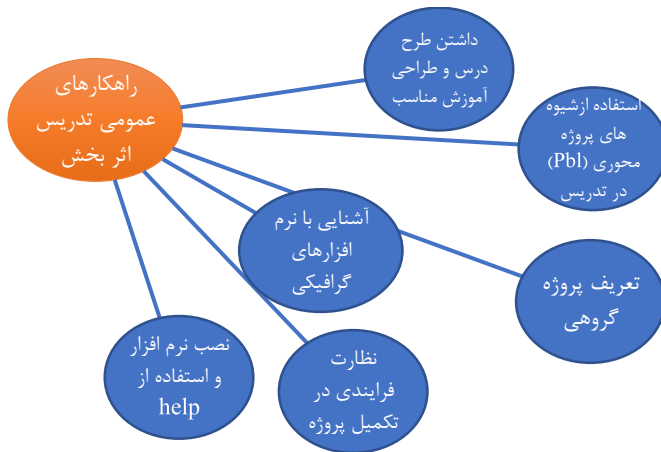 راهکارهای
عمومی تدریس
اثر بخش
داشتن طرح
درس و طراحی
آموزش مناسب
استفاده ازشیوه
های پروژه
محوری (Pbl)
در تدریس
تعریف پروژه
گروهی
آشنایی با نرم
افزارهای
گرافیکی
نظارت
فرایندی در
تکمیل پروژه
نصب نرم افزار
و استفاده از
help